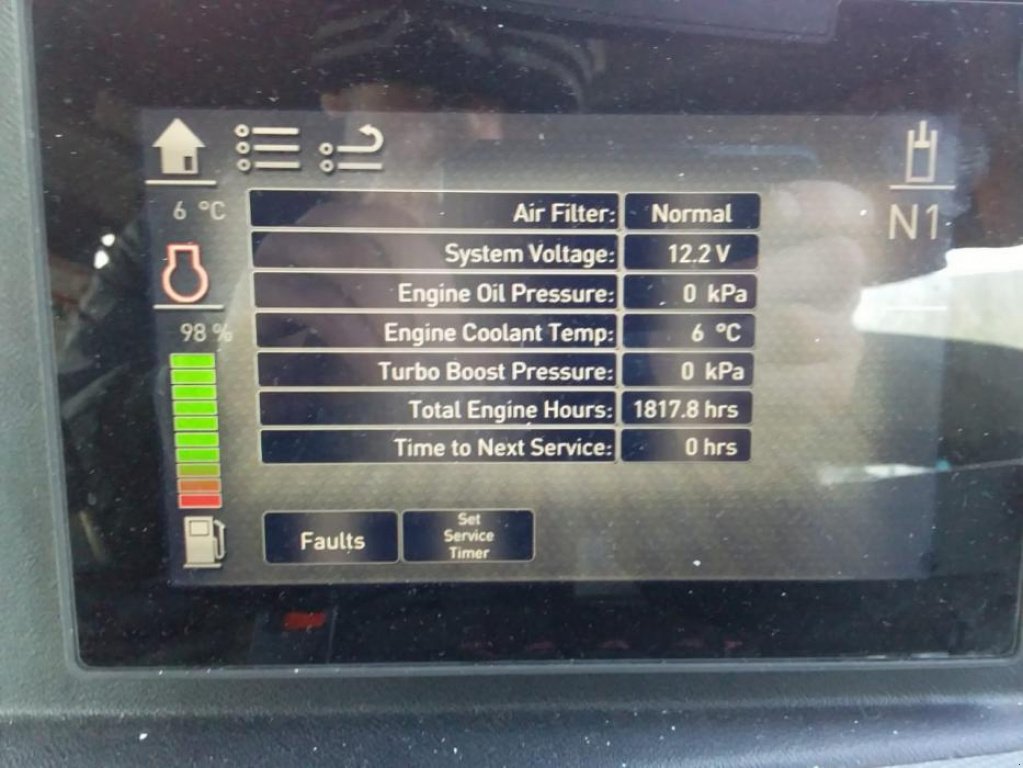 6 °C
N1
98 %
Air Filter: Normal
System Voltage: 12.2 V
Engine Oil Pressure: 0 kPa
Engine Coolant Temp: 6 °C
Turbo Boost Pressure: 0 kPa
Total Engine Hours: 1817.8 hrs
Time to Next Service: 0 hrs
Faults
Set
Service
Timer